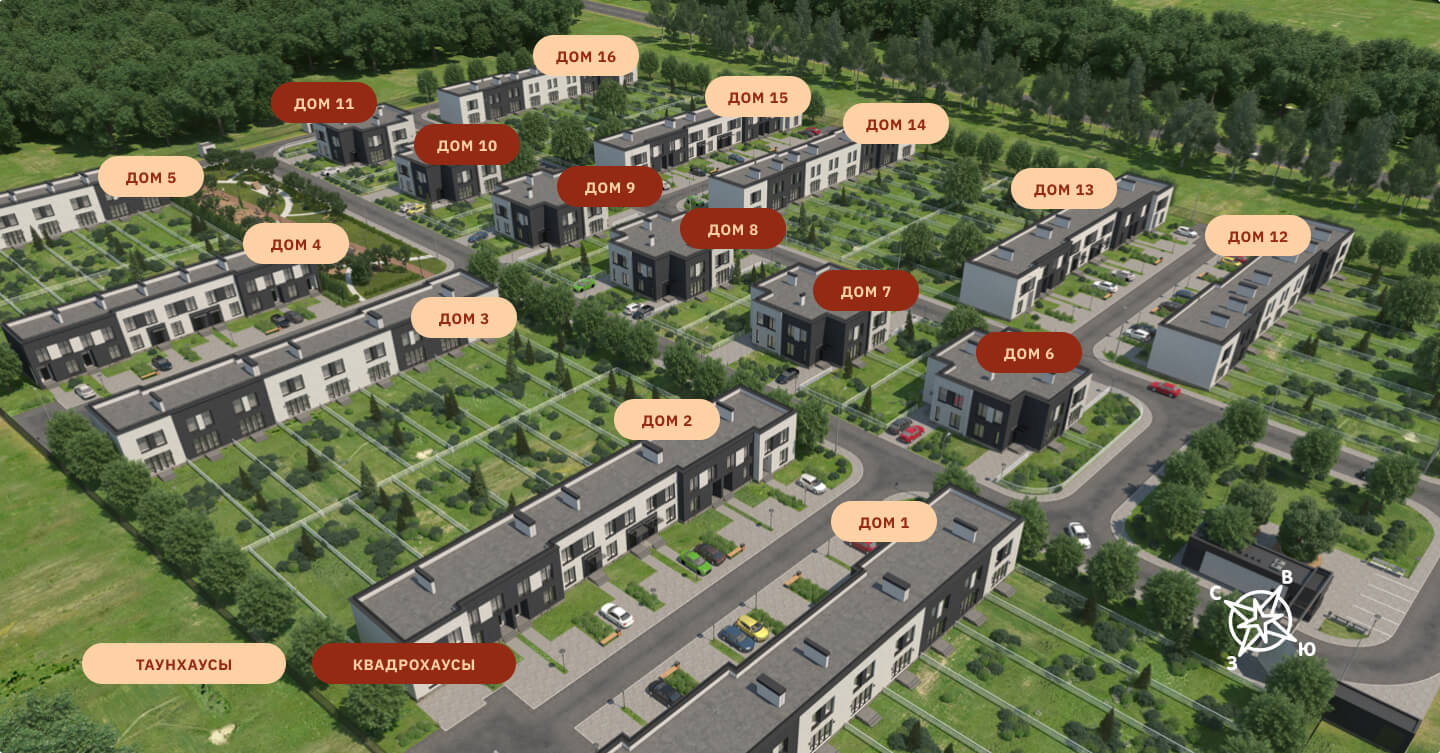 ДОМ 16
ДОМ 15
ДОМ 11
ДОМ 14
ДОМ 10
ДОМ 5
ДОМ 9
ДОМ 13
ДОМ 8
ДОМ 12
ДОМ 4
ДОМ 7
ДОМ 3
ДОМ 6
ДОМ 2
ДОМ 1
В
С
Ю
З
ТАУНХАУСЫ
КВАДРОХАУСЫ